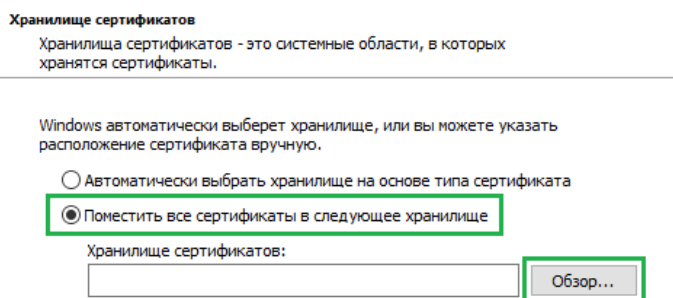 Хранилище сертификатов
Хранилища сертификатов - это системные области, в которых
хранятся сертификаты.
Windows автоматически выберет хранилище, или вы можете указать
расположение сертификата вручную.
Автоматически выбрать хранилище на основе типа сертификата
Поместить все сертификаты в следующее хранилище
Хранилище сертификатов:
Обзор...